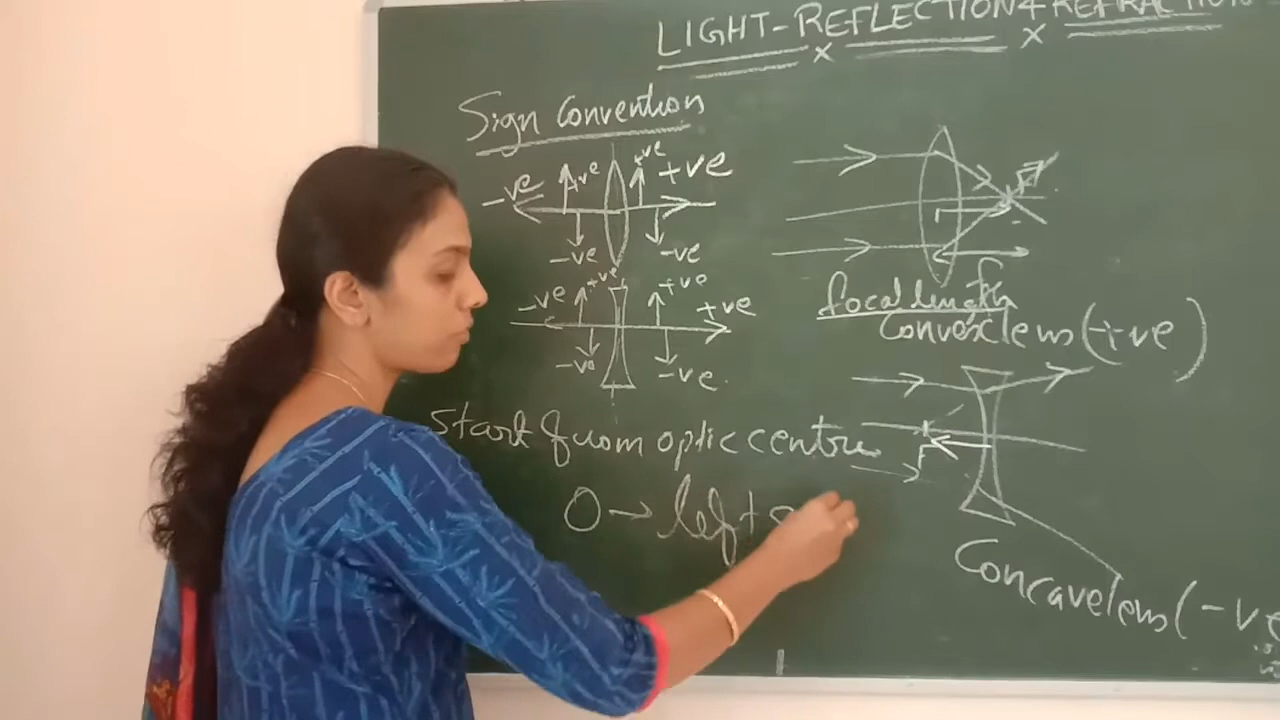 LIGHT-REFLECTION & REFRACTION
x x
Sign Convention
-ve +ve +ve +ve
-ve -ve
-ve +ve +ve +ve
-ve -ve
Start from optic centre
O → left s
f
focal length
Convex lens (+ve)
Concave lens (-ve